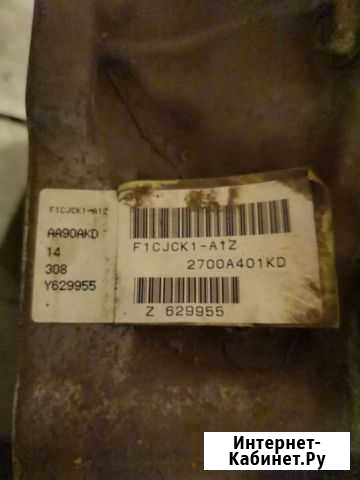 F1CJCK1-A1Z
AA90AKD
14
308
Y629955
F1CJCK1-A1Z
2700A401KD
Z 629955
Интернет-
Кабинет.Ру